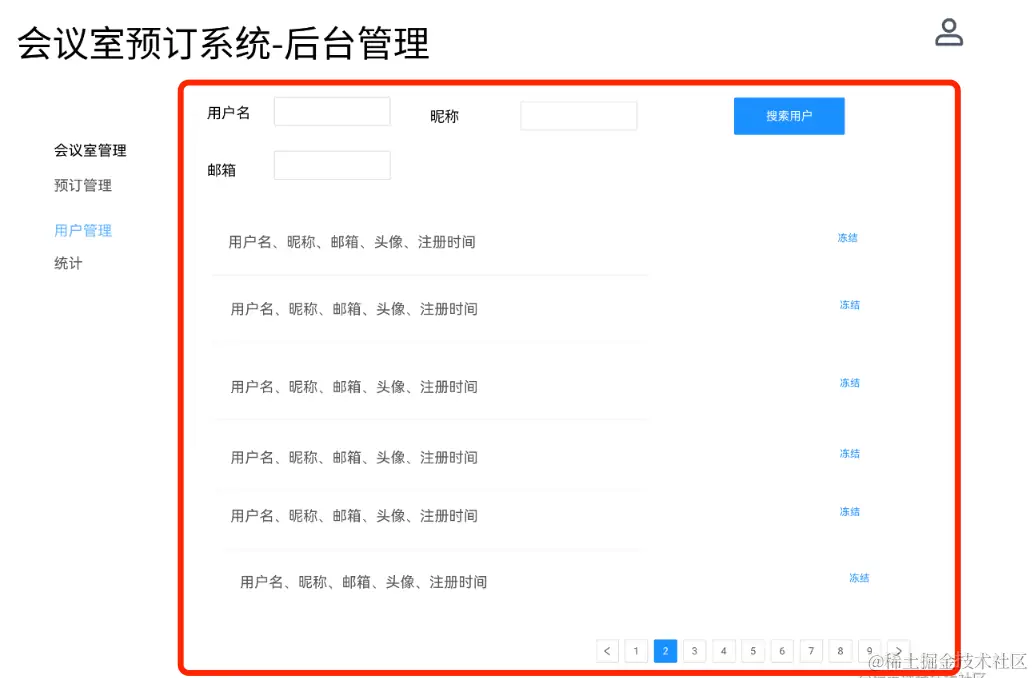 会议室预订系统-后台管理
用户名
昵称
搜索用户
邮箱
会议室管理
预订管理
用户管理
统计
用户名、昵称、邮箱、头像、注册时间 冻结
用户名、昵称、邮箱、头像、注册时间 冻结
用户名、昵称、邮箱、头像、注册时间 冻结
用户名、昵称、邮箱、头像、注册时间 冻结
用户名、昵称、邮箱、头像、注册时间 冻结
用户名、昵称、邮箱、头像、注册时间 冻结
< 1 2 3 4 5 6 7 8 9 >
@稀土掘金技术社区